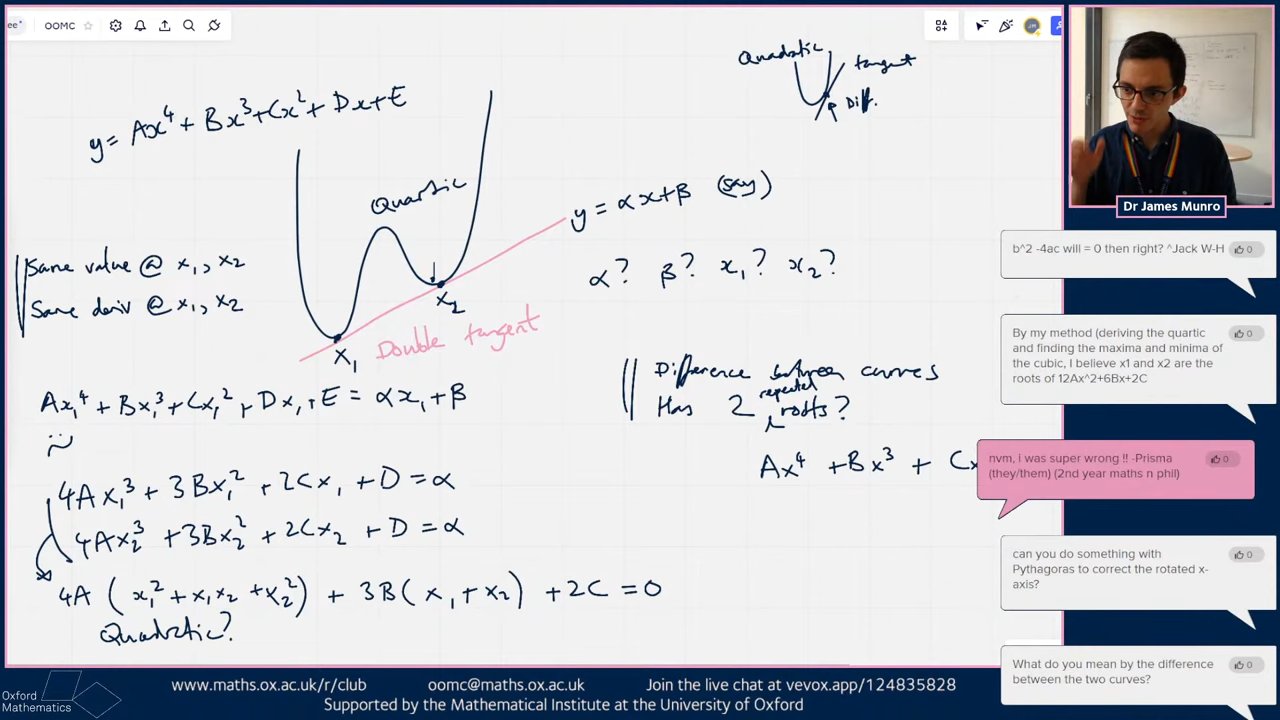 OOMC
y = Ax⁴ + Bx³ + Cx² + Dx + E
Quadratic
tangent
Diff.
Quartic
y = αx+β (say)
Same value @ x₁, x₂
Same deriv @ x₁, x₂
α? β? x₁? x₂?
x₂
x₁
Double tangent
Difference between curves
Has 2 repeated roots?
Ax₁⁴ + Bx₁³ + Cx₁² + Dx₁ + E = αx₁ + β
Ax⁴ + Bx³ + Cx
4Ax₁³ + 3Bx₁² + 2Cx₁ + D = α
4Ax₂³ + 3Bx₂² + 2Cx₂ + D = α
4A (x₁² + x₁x₂ + x₂²) + 3B(x₁ + x₂) + 2C = 0
Quadratic?
Dr James Munro
b^2 -4ac will = 0 then right? ^Jack W-H
0
By my method (deriving the quartic
and finding the maxima and minima of
the cubic, I believe x1 and x2 are the
roots of 12Ax^2+6Bx+2C
0
nvm, i was super wrong !! -Prisma
(they/them) (2nd year maths n phil)
0
can you do something with
Pythagoras to correct the rotated x-
axis?
0
What do you mean by the difference
between the two curves?
0
Oxford
Mathematics
www.maths.ox.ac.uk/r/club oomc@maths.ox.ac.uk Join the live chat at vevox.app/124835828
Supported by the Mathematical Institute at the University of Oxford